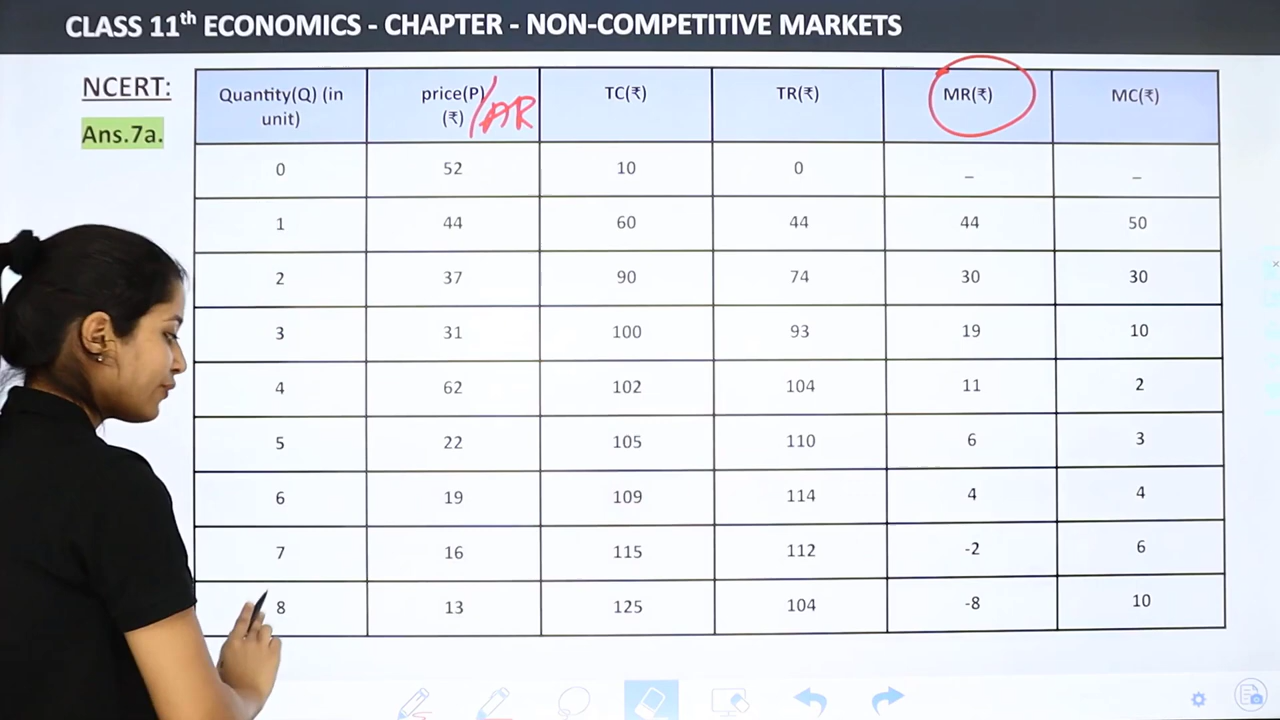 CLASS 11th ECONOMICS - CHAPTER - NON-COMPETITIVE MARKETS
NCERT:
Ans.7a.
Quantity(Q) (in unit) price(P) (₹) /AR TC(₹) TR(₹) MR(₹) MC(₹)
0 52 10 0 _ _
1 44 60 44 44 50
2 37 90 74 30 30
3 31 100 93 19 10
4 62 102 104 11 2
5 22 105 110 6 3
6 19 109 114 4 4
7 16 115 112 -2 6
8 13 125 104 -8 10